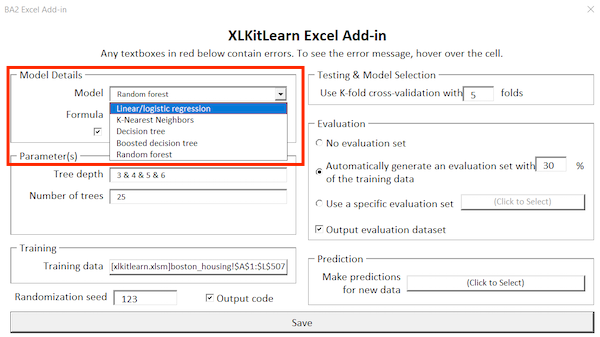 BA2 Excel Add-in
XLKitLearn Excel Add-in
Any textboxes in red below contain errors. To see the error message, hover over the cell.
Model Details
Model Random forest
Formula
Linear/logistic regression
K-Nearest Neighbors
Decision tree
Boosted decision tree
Random forest
Parameter(s)
Tree depth 3 & 4 & 5 & 6
Number of trees 25
Training
Training data [xlkitlearn.xlsm]boston_housing!$A$1:$L$507
Randomization seed 123 Output code
Testing & Model Selection
Use K-fold cross-validation with 5 folds
Evaluation
No evaluation set
Automatically generate an evaluation set with 30 %
of the training data
Use a specific evaluation set (Click to Select)
Output evaluation dataset
Prediction
Make predictions
for new data (Click to Select)
Save